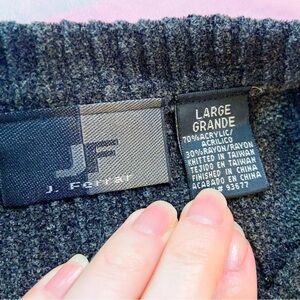 JF
J. Ferrar
LARGE
GRANDE
70%ACRYLIC/
ACRILICO
30%RAYON/RAYON
KNITTED IN TAIWAN
TEJIDO EN TAIWAN
FINISHED IN CHINA
ACABADO EN CHINA
# 93677